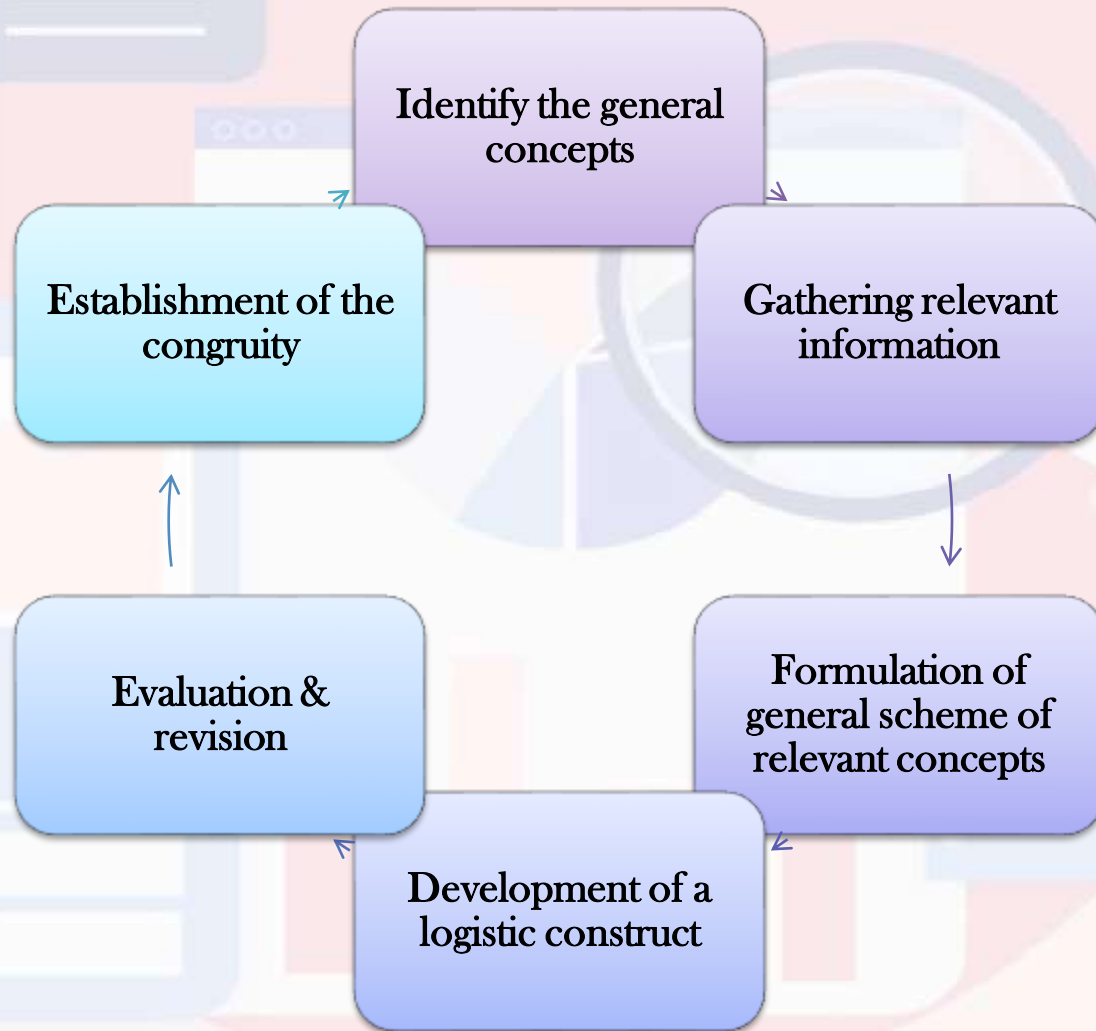 Identify the general
concepts
Gathering relevant
information
Formulation of
general scheme of
relevant concepts
Development of a
logistic construct
Evaluation &
revision
Establishment of the
congruity